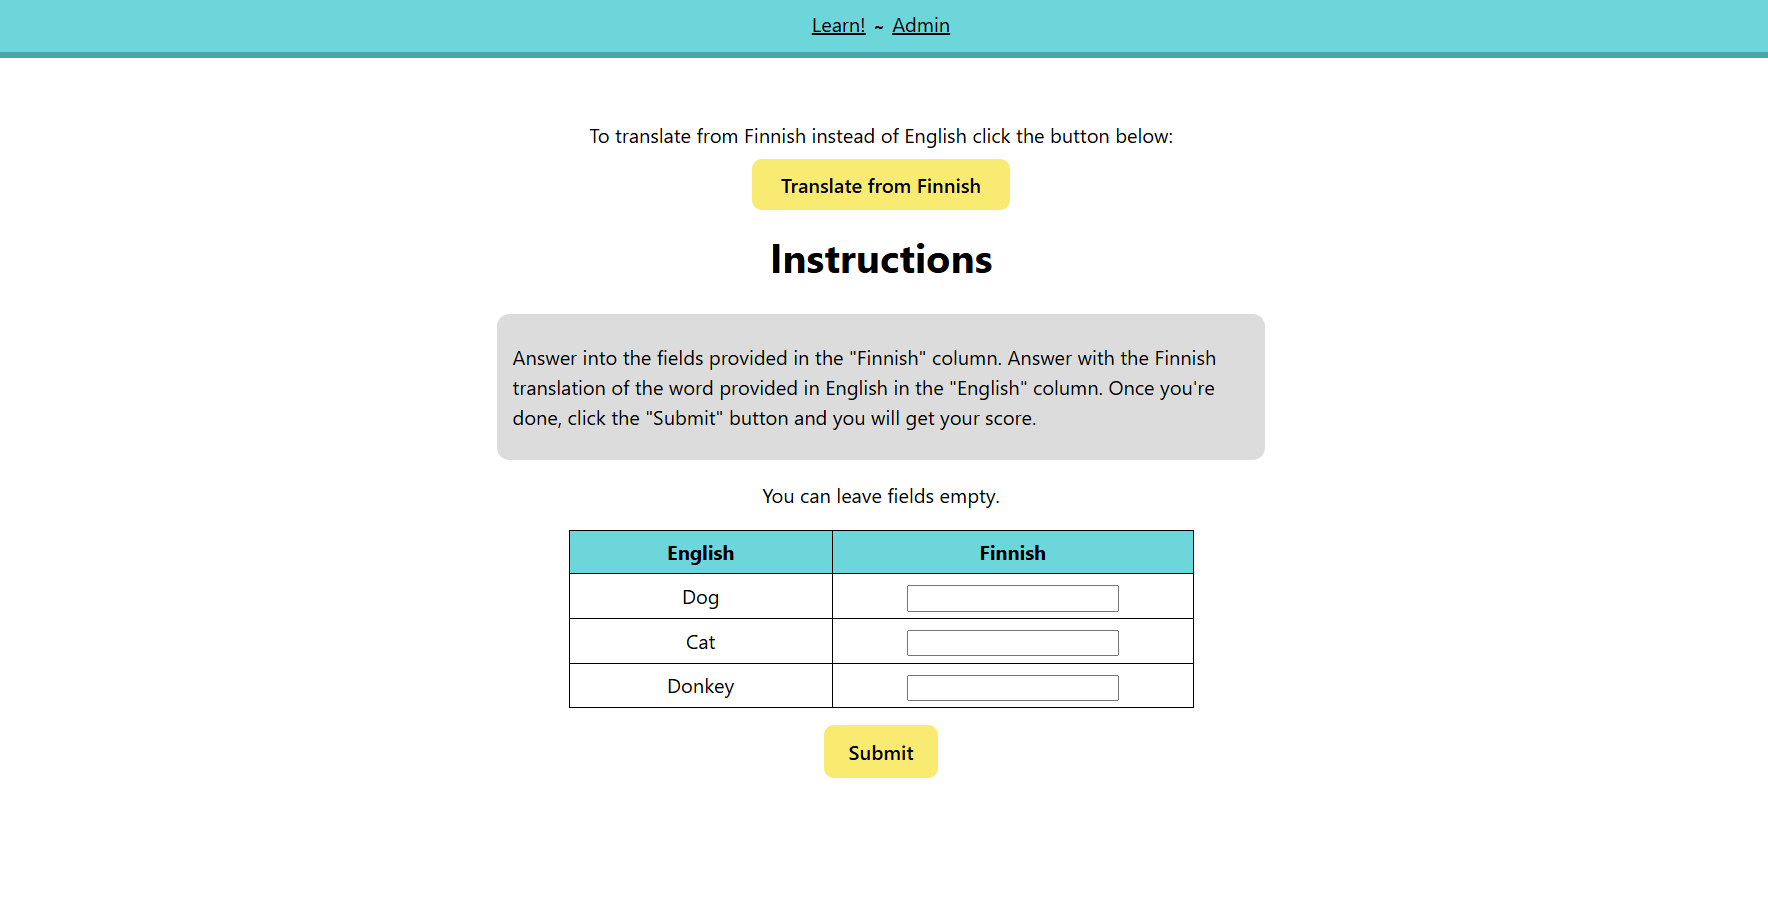 Learn! ~ Admin
To translate from Finnish instead of English click the button below:
Translate from Finnish
Instructions
Answer into the fields provided in the "Finnish" column. Answer with the Finnish
translation of the word provided in English in the "English" column. Once you're
done, click the "Submit" button and you will get your score.
You can leave fields empty.
English Finnish
Dog
Cat
Donkey
Submit